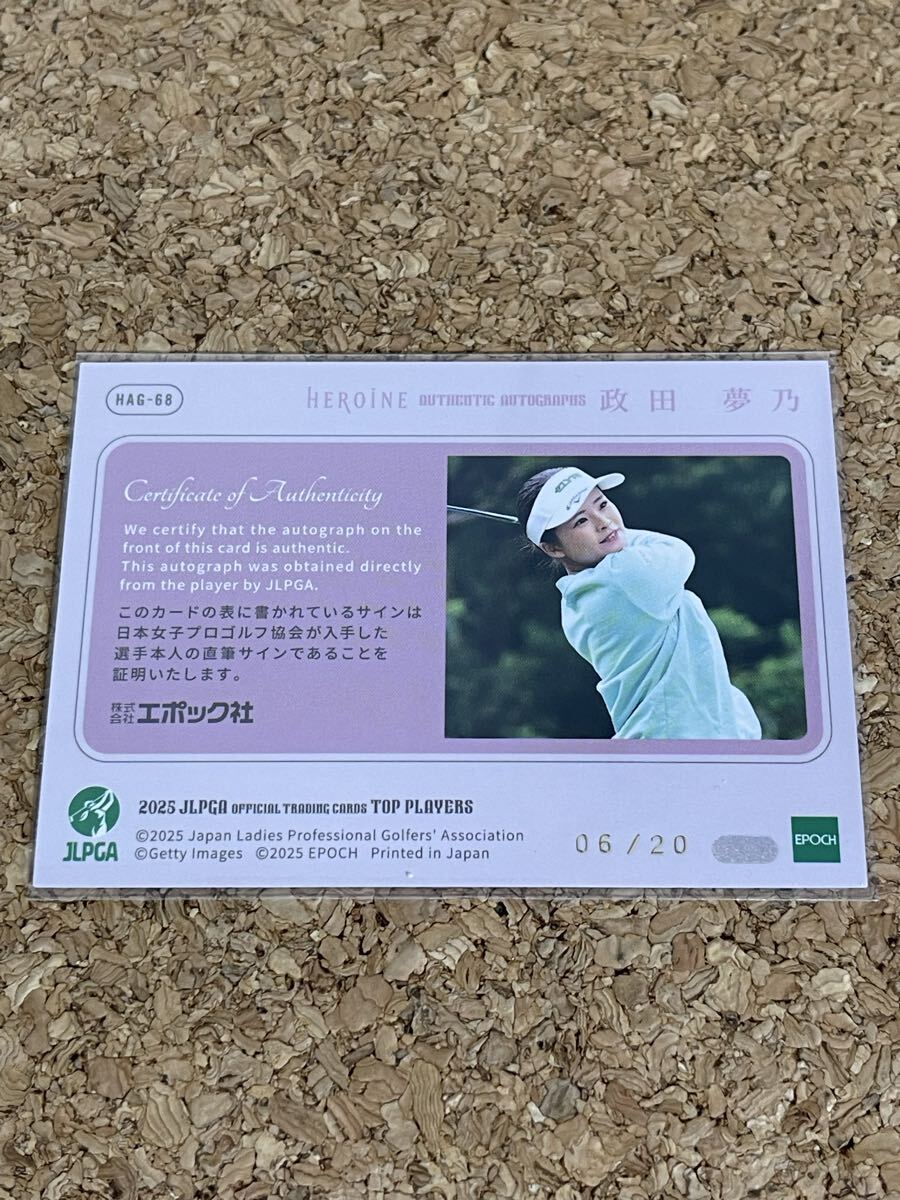 HAG-68
HEROINE AUTHENTIC AUTOGRAPHS 政田 夢乃
Certificate of Authenticity
We certify that the autograph on the
front of this card is authentic.
This autograph was obtained directly
from the player by JLPGA.
このカードの表に書かれているサインは
日本女子プロゴルフ協会が入手した
選手本人の直筆サインであることを
証明いたします。
株式会社エポック社
JLPGA
2025 JLPGA OFFICIAL TRADING CARDS TOP PLAYERS
©2025 Japan Ladies Professional Golfers' Association
©Getty Images ©2025 EPOCH Printed in Japan
06/20
EPOCH